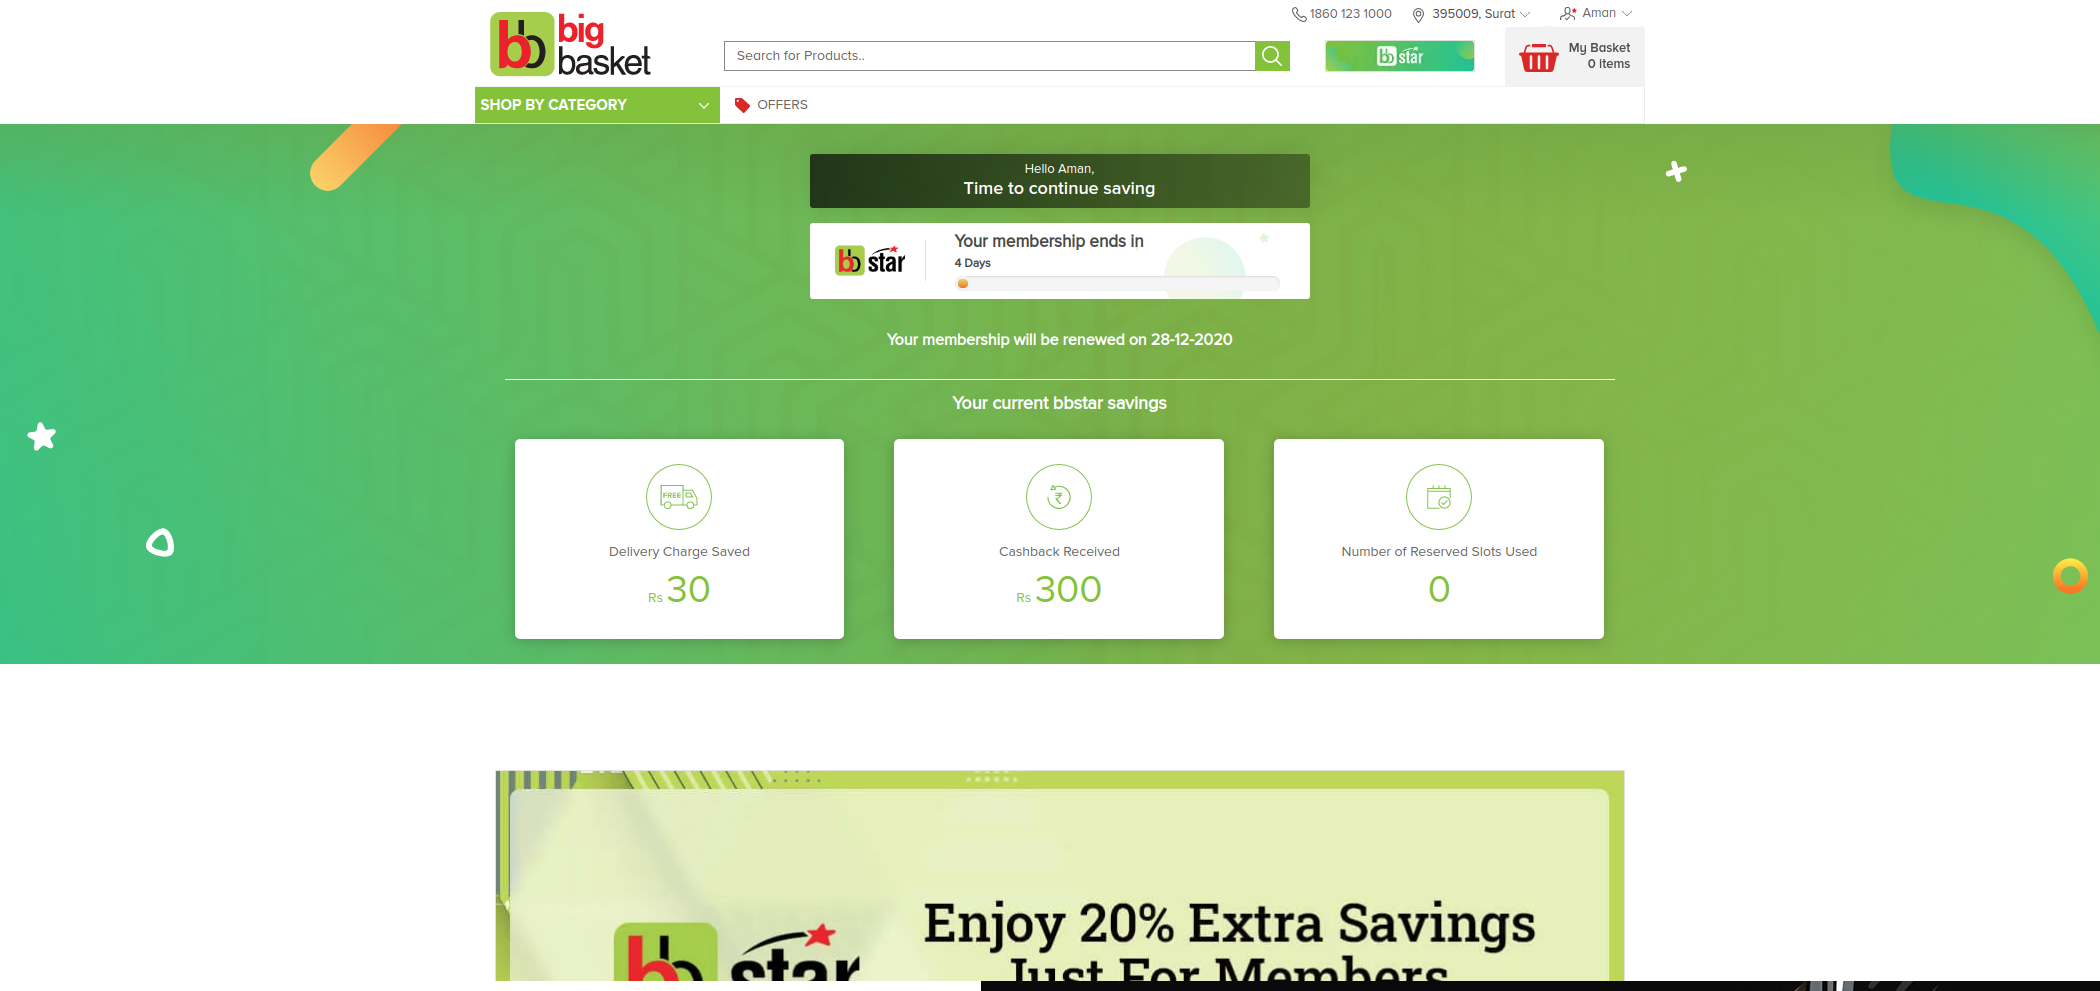 big
basket
1860 123 1000
395009, Surat
Aman
Search for Products..
bb star
My Basket
0 items
SHOP BY CATEGORY
OFFERS
Hello Aman,
Time to continue saving
bb star
Your membership ends in
4 Days
Your membership will be renewed on 28-12-2020
Your current bbstar savings
FREE
Delivery Charge Saved
Rs 30
₹
Cashback Received
Rs 300
Number of Reserved Slots Used
0
bb star
Enjoy 20% Extra Savings
Just For Members